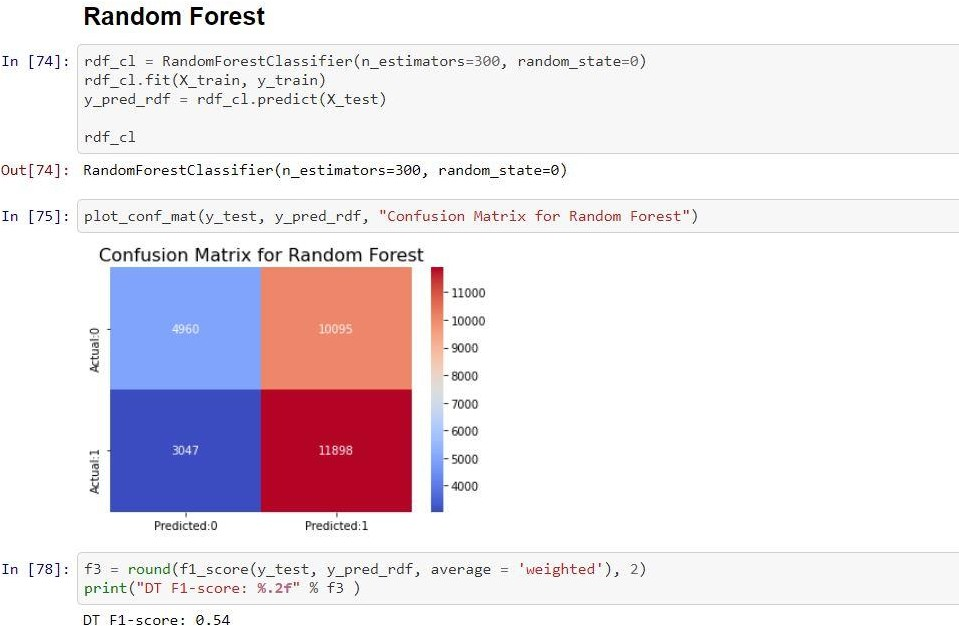 Random Forest
In [74]: rdf_cl = RandomForestClassifier(n_estimators=300, random_state=0)
rdf_cl.fit(X_train, y_train)
y_pred_rdf = rdf_cl.predict(X_test)
rdf_cl
Out[74]: RandomForestClassifier(n_estimators=300, random_state=0)
In [75]: plot_conf_mat(y_test, y_pred_rdf, "Confusion Matrix for Random Forest")
Confusion Matrix for Random Forest
Actual:0
4960 10095
Actual:1
3047 11898
Predicted:0 Predicted:1
11000
10000
9000
8000
7000
6000
5000
4000
In [78]: f3 = round(f1_score(y_test, y_pred_rdf, average = 'weighted'), 2)
print("DT F1-score: %.2f" % f3 )
DT F1-score: 0.54